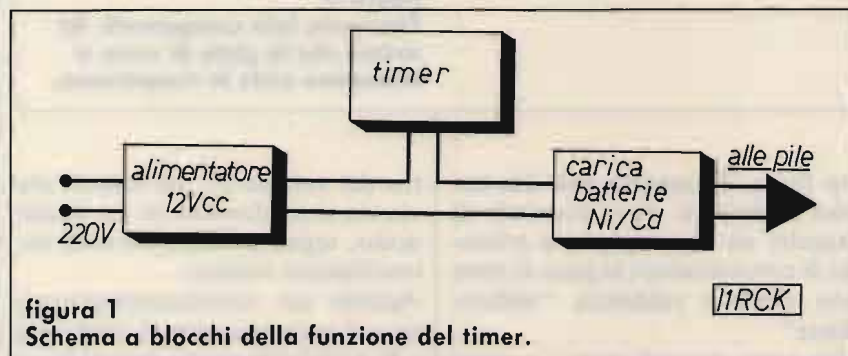 timer
alimentatore
12Vcc
220V
carica
batterie
Ni/Cd
alle pile
I1RCK
figura 1
Schema a blocchi della funzione del timer.